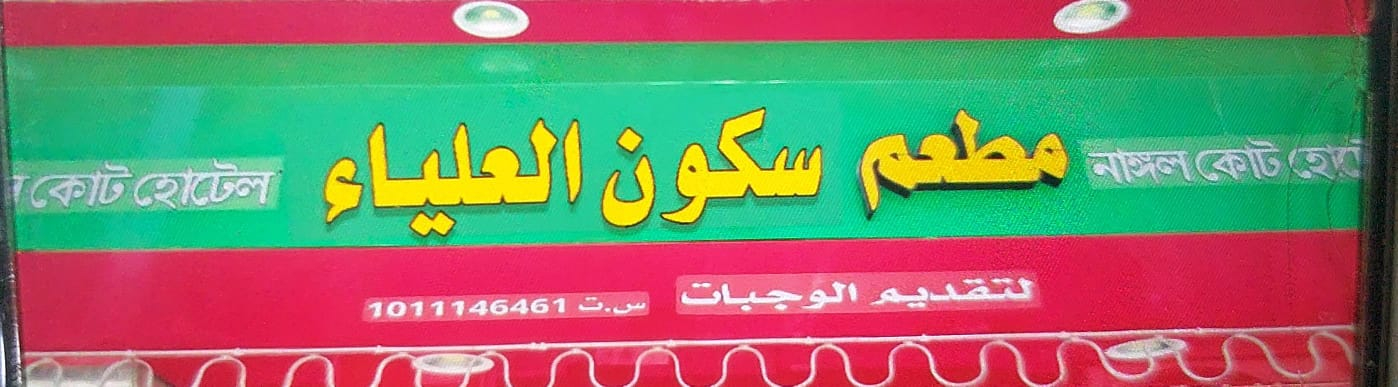 مطعم سكون العلياء
নাঙ্গল কোট হোটেল
কোট হোটেল
لتقديم الوجبات
س.ت 1011146461